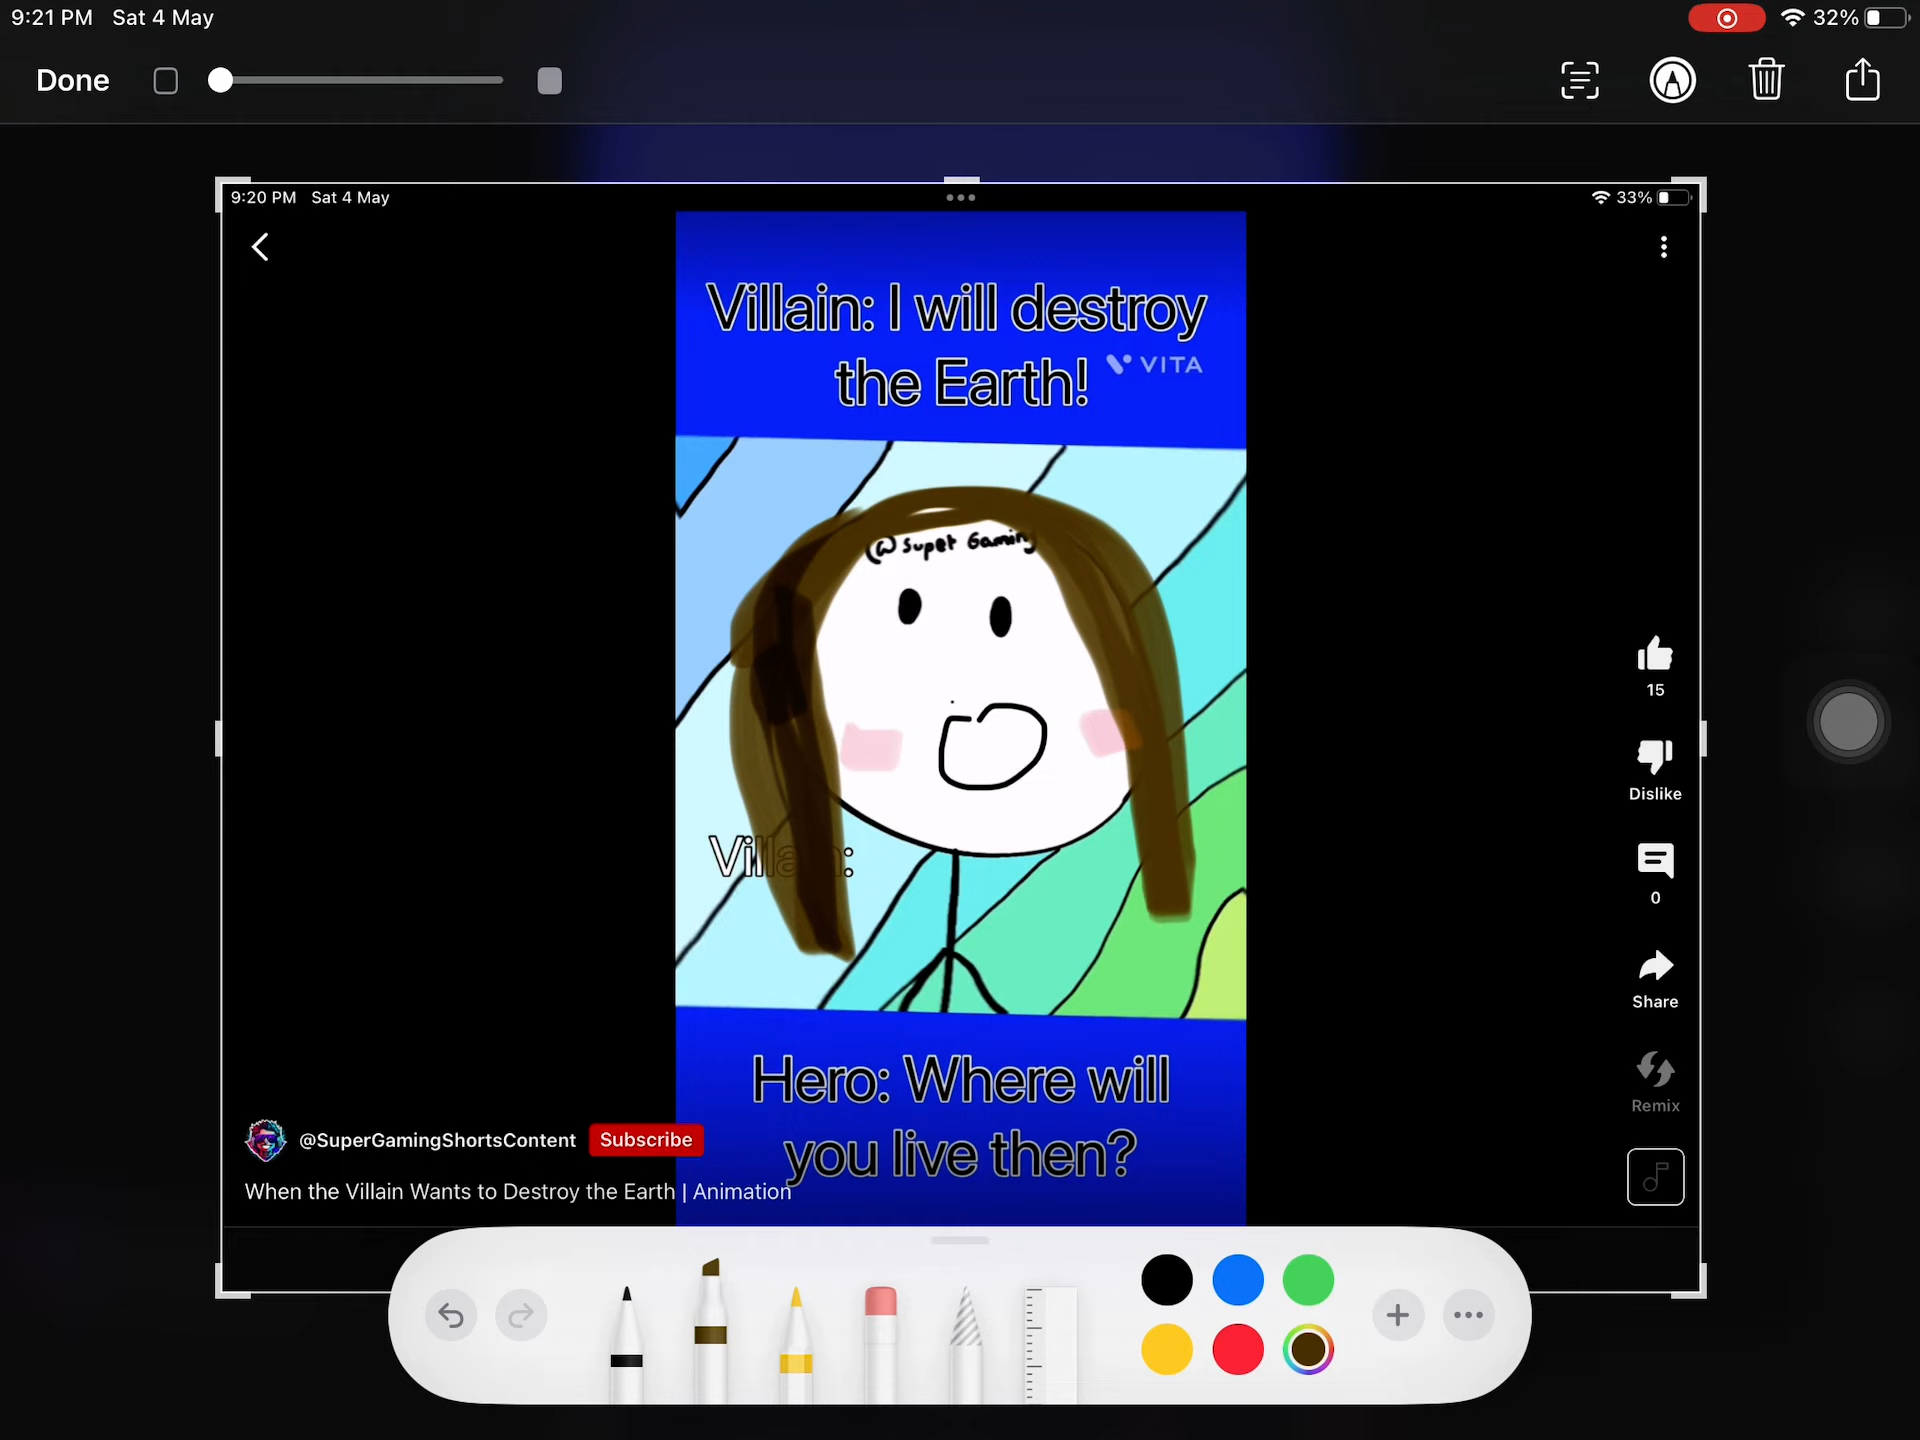 9:21 PM Sat 4 May
32%
Done
9:20 PM Sat 4 May
33%
Villain: I will destroy
the Earth!
VITA
@ Super Gaming
15
Dislike
Villain:
0
Share
Hero: Where will
you live then?
Remix
@SuperGamingShortsContent Subscribe
When the Villain Wants to Destroy the Earth | Animation